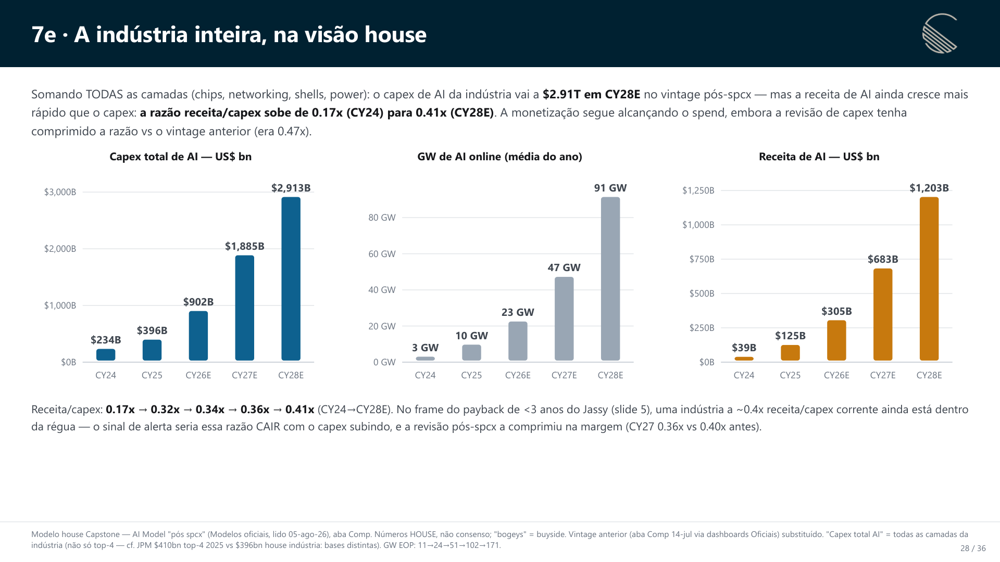 7e · A indústria inteira, na visão house
Somando TODAS as camadas (chips, networking, shells, power): o capex de AI da indústria vai a $2.91T em CY28E no vintage pós-spcx — mas a receita de AI ainda cresce mais
rápido que o capex: a razão receita/capex sobe de 0.17x (CY24) para 0.41x (CY28E). A monetização segue alcançando o spend, embora a revisão de capex tenha
comprimido a razão vs o vintage anterior (era 0.47x).
Capex total de AI — US$ bn
$3,000B
$2,000B
$1,000B
$0B
$234B
$396B
$902B
$1,885B
$2,913B
CY24 CY25 CY26E CY27E CY28E
GW de AI online (média do ano)
80 GW
60 GW
40 GW
20 GW
0 GW
3 GW
10 GW
23 GW
47 GW
91 GW
CY24 CY25 CY26E CY27E CY28E
Receita de AI — US$ bn
$1,250B
$1,000B
$750B
$500B
$250B
$0B
$39B
$125B
$305B
$683B
$1,203B
CY24 CY25 CY26E CY27E CY28E
Receita/capex: 0.17x → 0.32x → 0.34x → 0.36x → 0.41x (CY24→CY28E). No frame do payback de <3 anos do Jassy (slide 5), uma indústria a ~0.4x receita/capex corrente ainda está dentro
da régua — o sinal de alerta seria essa razão CAIR com o capex subindo, e a revisão pós-spcx a comprimiu na margem (CY27 0.36x vs 0.40x antes).
Modelo house Capstone — AI Model "pós spcx" (Modelos oficiais, lido 05-ago-26), aba Comp. Números HOUSE, não consenso; "bogeys" = buyside. Vintage anterior (aba Comp 14-jul via dashboards Oficiais) substituído. "Capex total AI" = todas as camadas da
indústria (não só top-4 — cf. JPM $410bn top-4 2025 vs $396bn house indústria: bases distintas). GW EOP: 11→24→51→102→171.
28 / 36